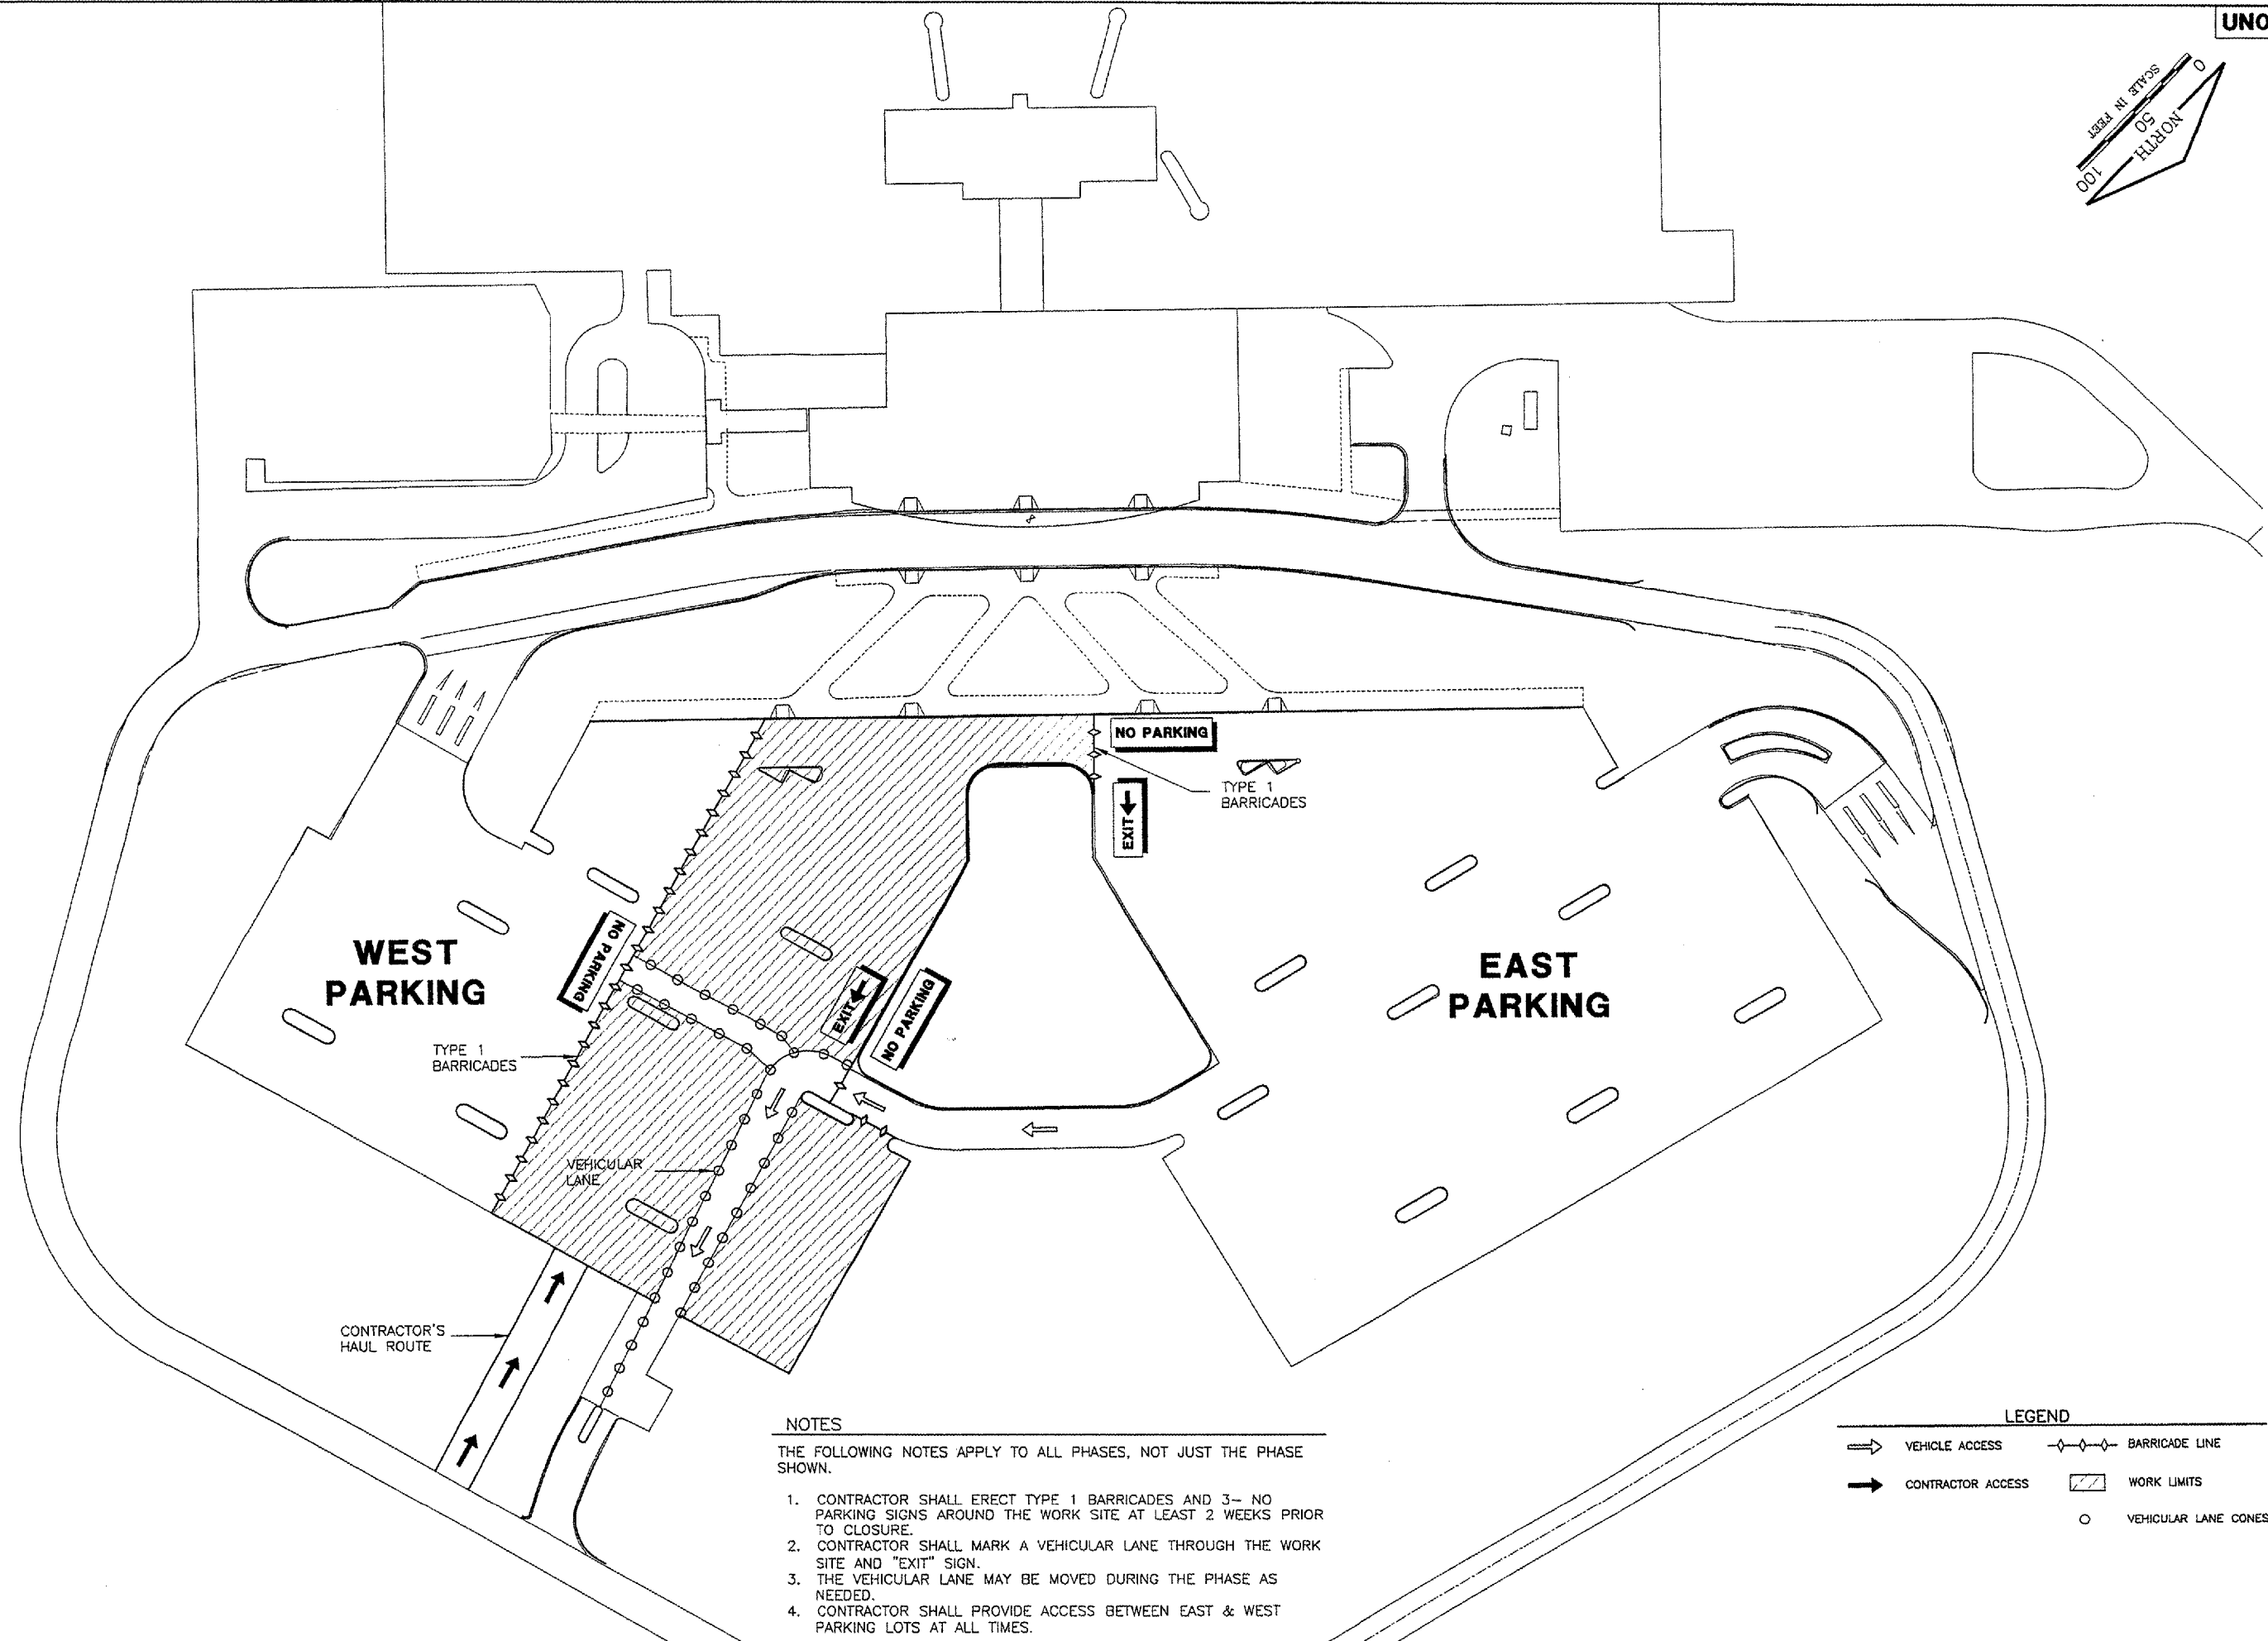 UNO
0
SCALE IN FEET
50
NORTH
100
NO PARKING
TYPE 1
BARRICADES
EXIT
WEST
PARKING
NO PARKING
EXIT
NO PARKING
EAST
PARKING
TYPE 1
BARRICADES
VEHICULAR
LANE
CONTRACTOR'S
HAUL ROUTE
NOTES
THE FOLLOWING NOTES APPLY TO ALL PHASES, NOT JUST THE PHASE
SHOWN.
1. CONTRACTOR SHALL ERECT TYPE 1 BARRICADES AND 3- NO
PARKING SIGNS AROUND THE WORK SITE AT LEAST 2 WEEKS PRIOR
TO CLOSURE.
2. CONTRACTOR SHALL MARK A VEHICULAR LANE THROUGH THE WORK
SITE AND "EXIT" SIGN.
3. THE VEHICULAR LANE MAY BE MOVED DURING THE PHASE AS
NEEDED.
4. CONTRACTOR SHALL PROVIDE ACCESS BETWEEN EAST & WEST
PARKING LOTS AT ALL TIMES.
LEGEND
VEHICLE ACCESS
BARRICADE LINE
CONTRACTOR ACCESS
WORK LIMITS
VEHICULAR LANE CONES